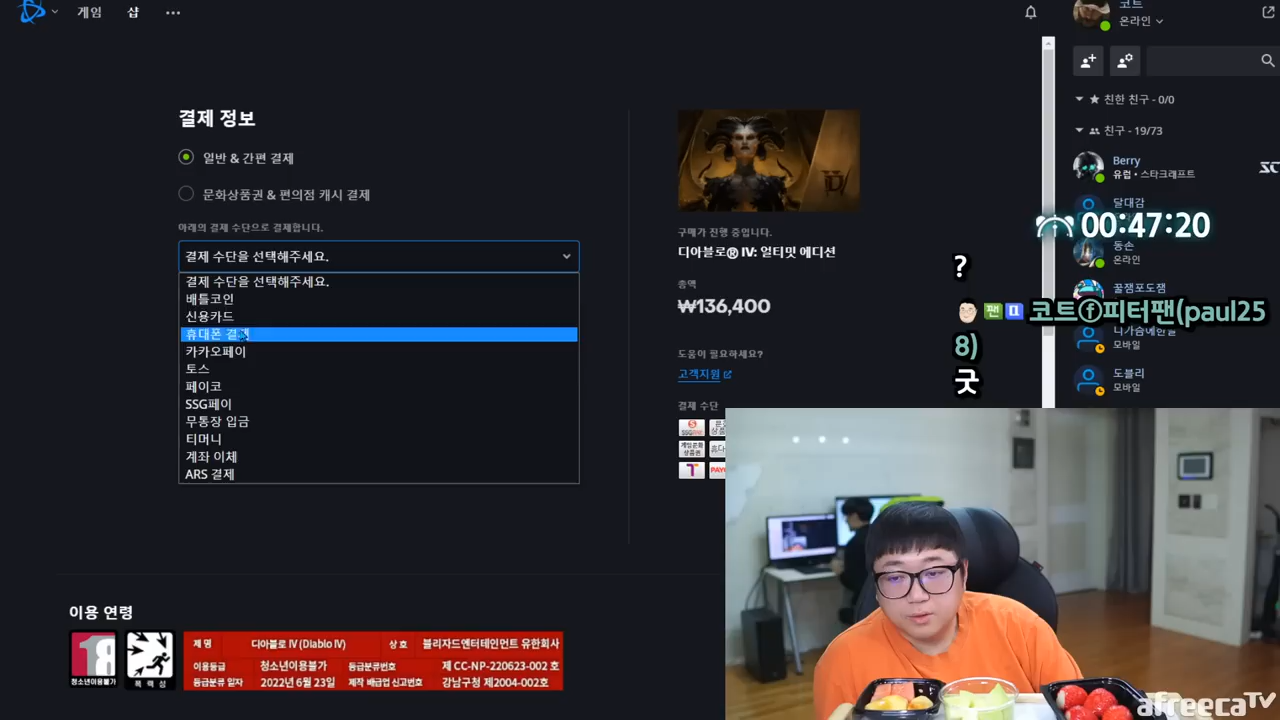 게임
샵
코트
온라인
친한 친구 - 0/0
친구 - 19/73
Berry
유럽 • 스타크래프트
달대감
00:47:20
동손
온라인
꿀잼포도잼
모바일
도블리
모바일
결제 정보
일반 & 간편 결제
문화상품권 & 편의점 캐시 결제
아래의 결제 수단으로 결제합니다.
결제 수단을 선택해주세요.
결제 수단을 선택해주세요.
배틀코인
신용카드
휴대폰 결제
카카오페이
토스
페이코
SSG페이
무통장 입금
티머니
계좌 이체
ARS 결제
구매가 진행 중입니다.
디아블로® IV: 얼티밋 에디션
총액
₩136,400
도움이 필요하세요?
고객지원
결제 수단
?
팬 코트ⓕ피터팬(paul25
8)
굿
이용 연령
18
청소년이용불가
폭력성
제 명 디아블로 IV (Diablo IV) 상 호 블리자드엔터테인먼트 유한회사
이용등급 청소년이용불가 등급분류번호 제 CC-NP-220623-002 호
등급분류 일자 2022년 6월 23일 제작 배급업 신고번호 강남구청 제2004-002호
afreecaTV